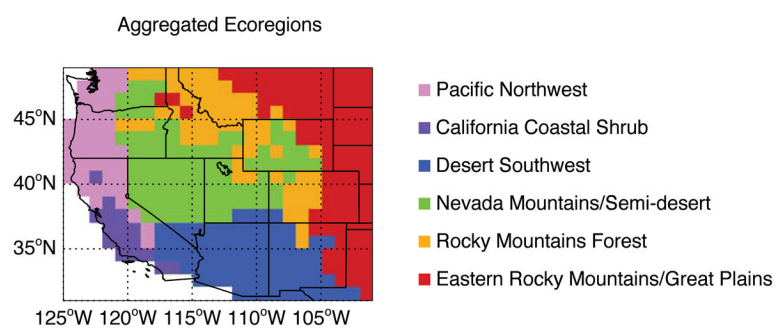 Aggregated Ecoregions
Pacific Northwest
California Coastal Shrub
Desert Southwest
Nevada Mountains/Semi-desert
Rocky Mountains Forest
Eastern Rocky Mountains/Great Plains
45°N
40°N
35°N
125°W 120°W 115°W 110°W 105°W